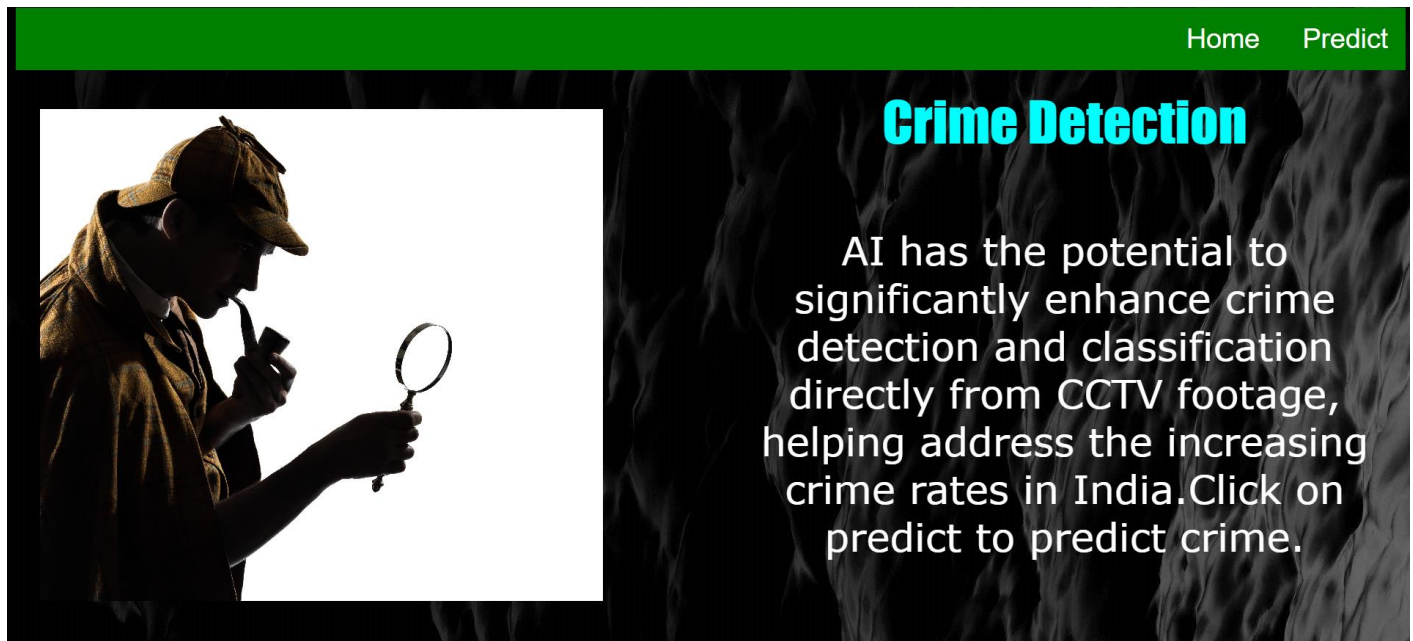 Home Predict
Crime Detection
AI has the potential to
significantly enhance crime
detection and classification
directly from CCTV footage,
helping address the increasing
crime rates in India.Click on
predict to predict crime.